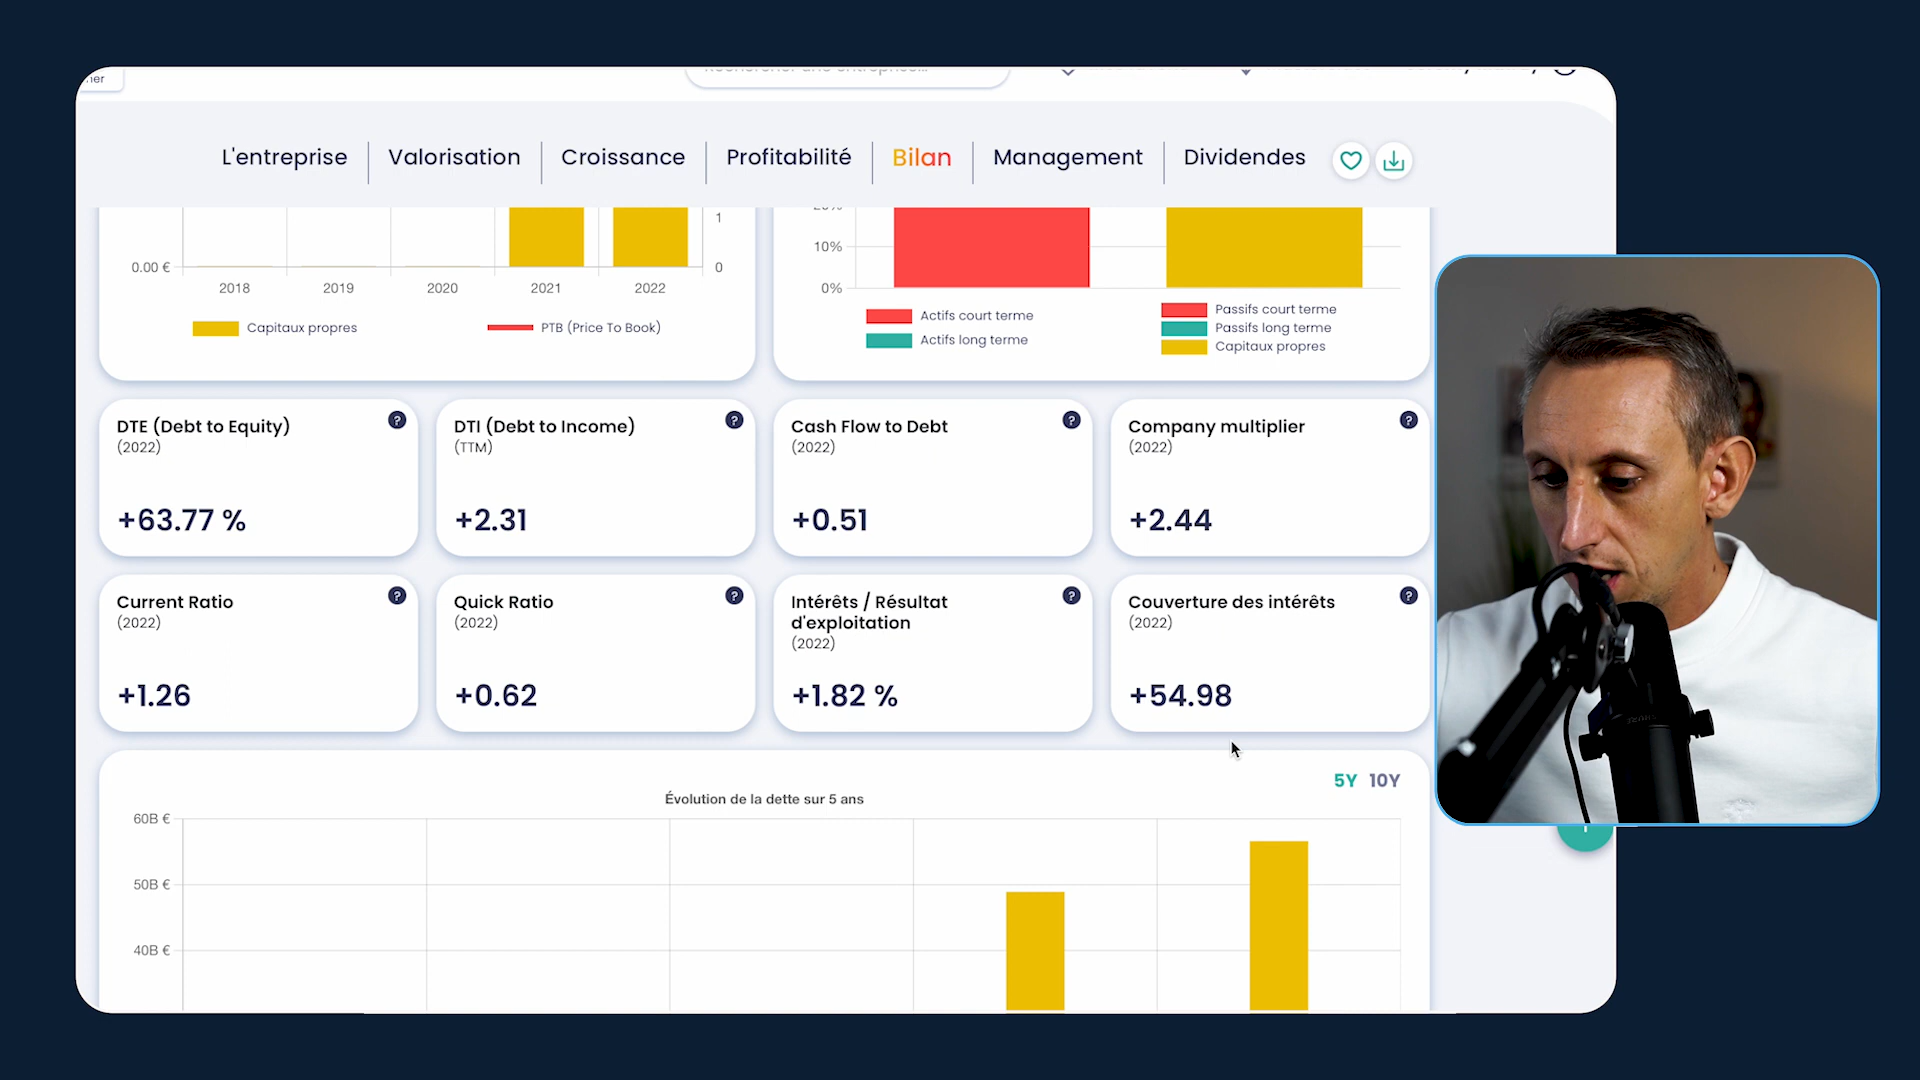 L'entreprise
Valorisation
Croissance
Profitabilité
Bilan
Management
Dividendes
0.00 €
1
0
2018
2019
2020
2021
2022
Capitaux propres
PTB (Price To Book)
10%
0%
Actifs court terme
Actifs long terme
Passifs court terme
Passifs long terme
Capitaux propres
DTE (Debt to Equity)
?
(2022)
+63.77 %
DTI (Debt to Income)
?
(TTM)
+2.31
Cash Flow to Debt
?
(2022)
+0.51
Company multiplier
?
(2022)
+2.44
Current Ratio
?
(2022)
+1.26
Quick Ratio
?
(2022)
+0.62
Intérêts / Résultat
d'exploitation
?
(2022)
+1.82 %
Couverture des intérêts
?
(2022)
+54.98
5Y 10Y
Évolution de la dette sur 5 ans
60B €
50B €
40B €